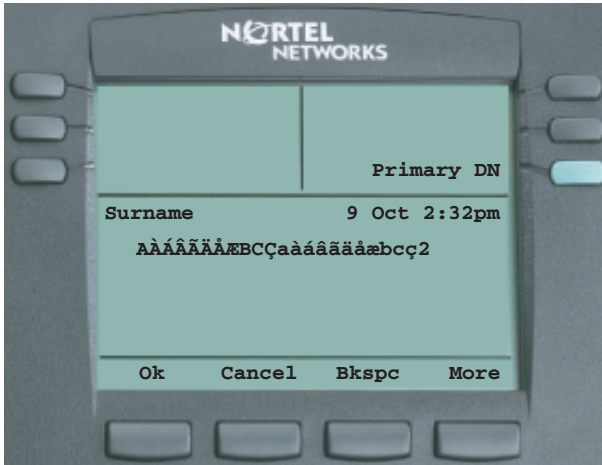 NORTEL
NETWORKS
Primary DN
Surname 9 Oct 2:32pm
AÀÁÂÃÄÅÆBCÇaàáâãäåæbcç2
Ok Cancel Bkspc More